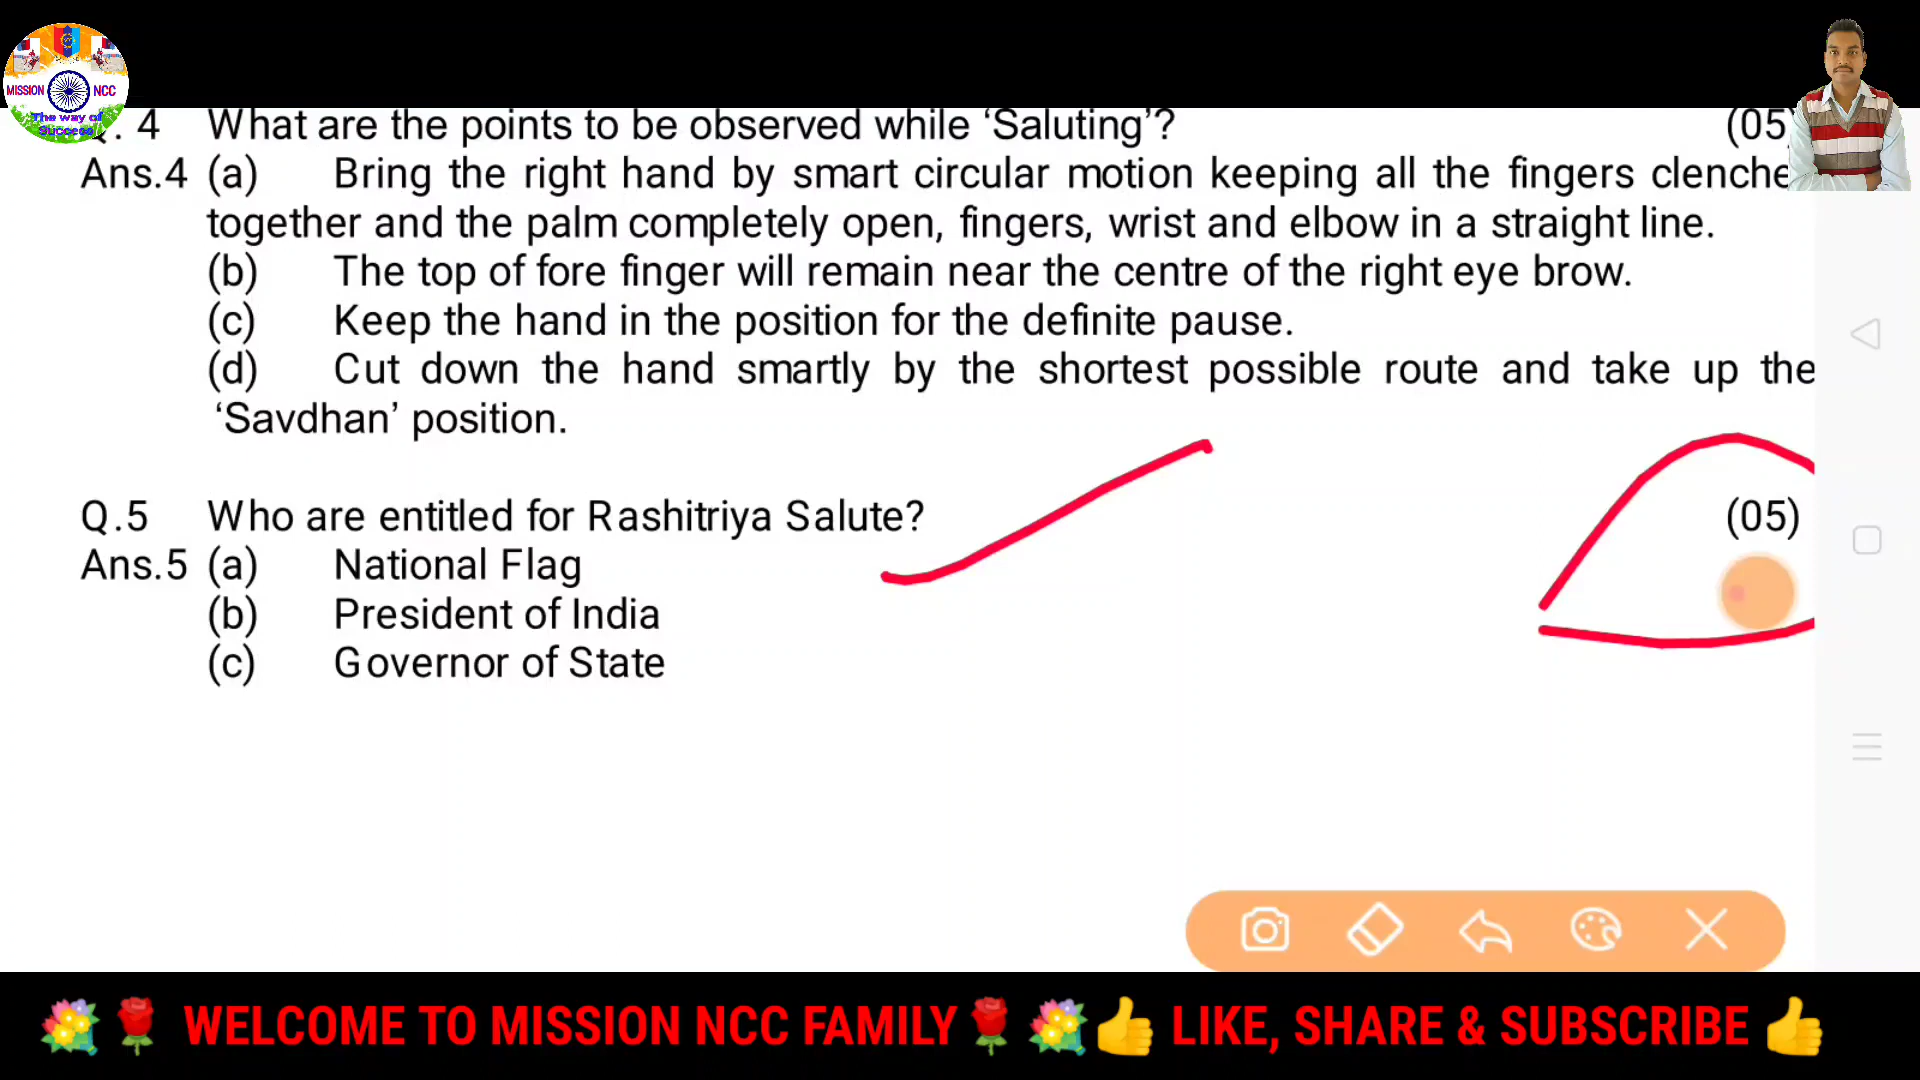 MISSION NCC
The way of
Success
. 4 What are the points to be observed while ‘Saluting’? (05)
Ans.4 (a) Bring the right hand by smart circular motion keeping all the fingers clenche
together and the palm completely open, fingers, wrist and elbow in a straight line.
(b) The top of fore finger will remain near the centre of the right eye brow.
(c) Keep the hand in the position for the definite pause.
(d) Cut down the hand smartly by the shortest possible route and take up the
‘Savdhan’ position.
Q.5 Who are entitled for Rashitriya Salute? (05)
Ans.5 (a) National Flag
(b) President of India
(c) Governor of State
WELCOME TO MISSION NCC FAMILY LIKE, SHARE & SUBSCRIBE